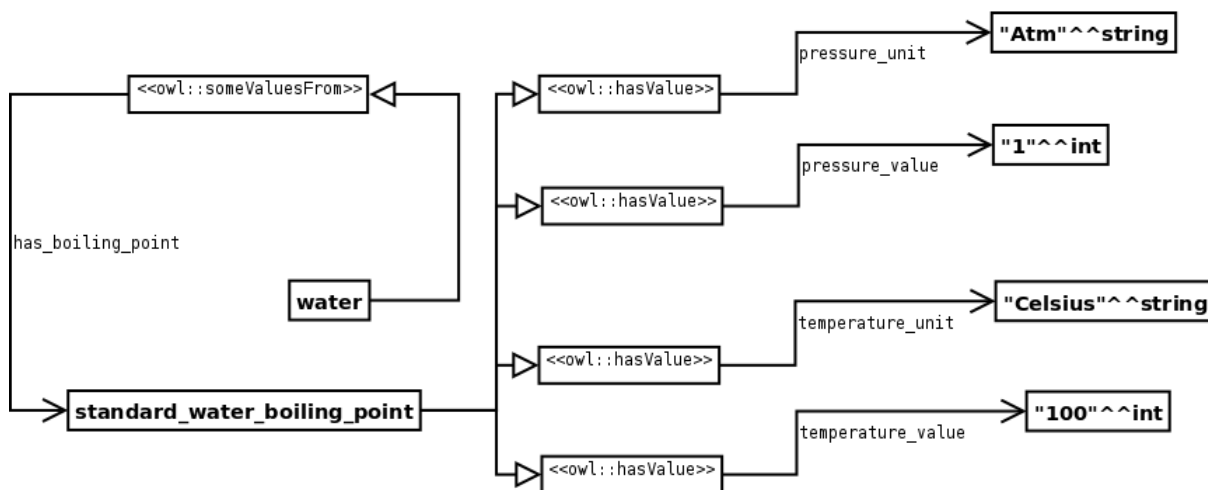 "Atm"^^string
pressure_unit
<<owl::someValuesFrom>>
<<owl::hasValue>>
"1"^^int
pressure_value
<<owl::hasValue>>
has_boiling_point
water
"Celsius"^^string
temperature_unit
<<owl::hasValue>>
standard_water_boiling_point
"100"^^int
temperature_value
<<owl::hasValue>>